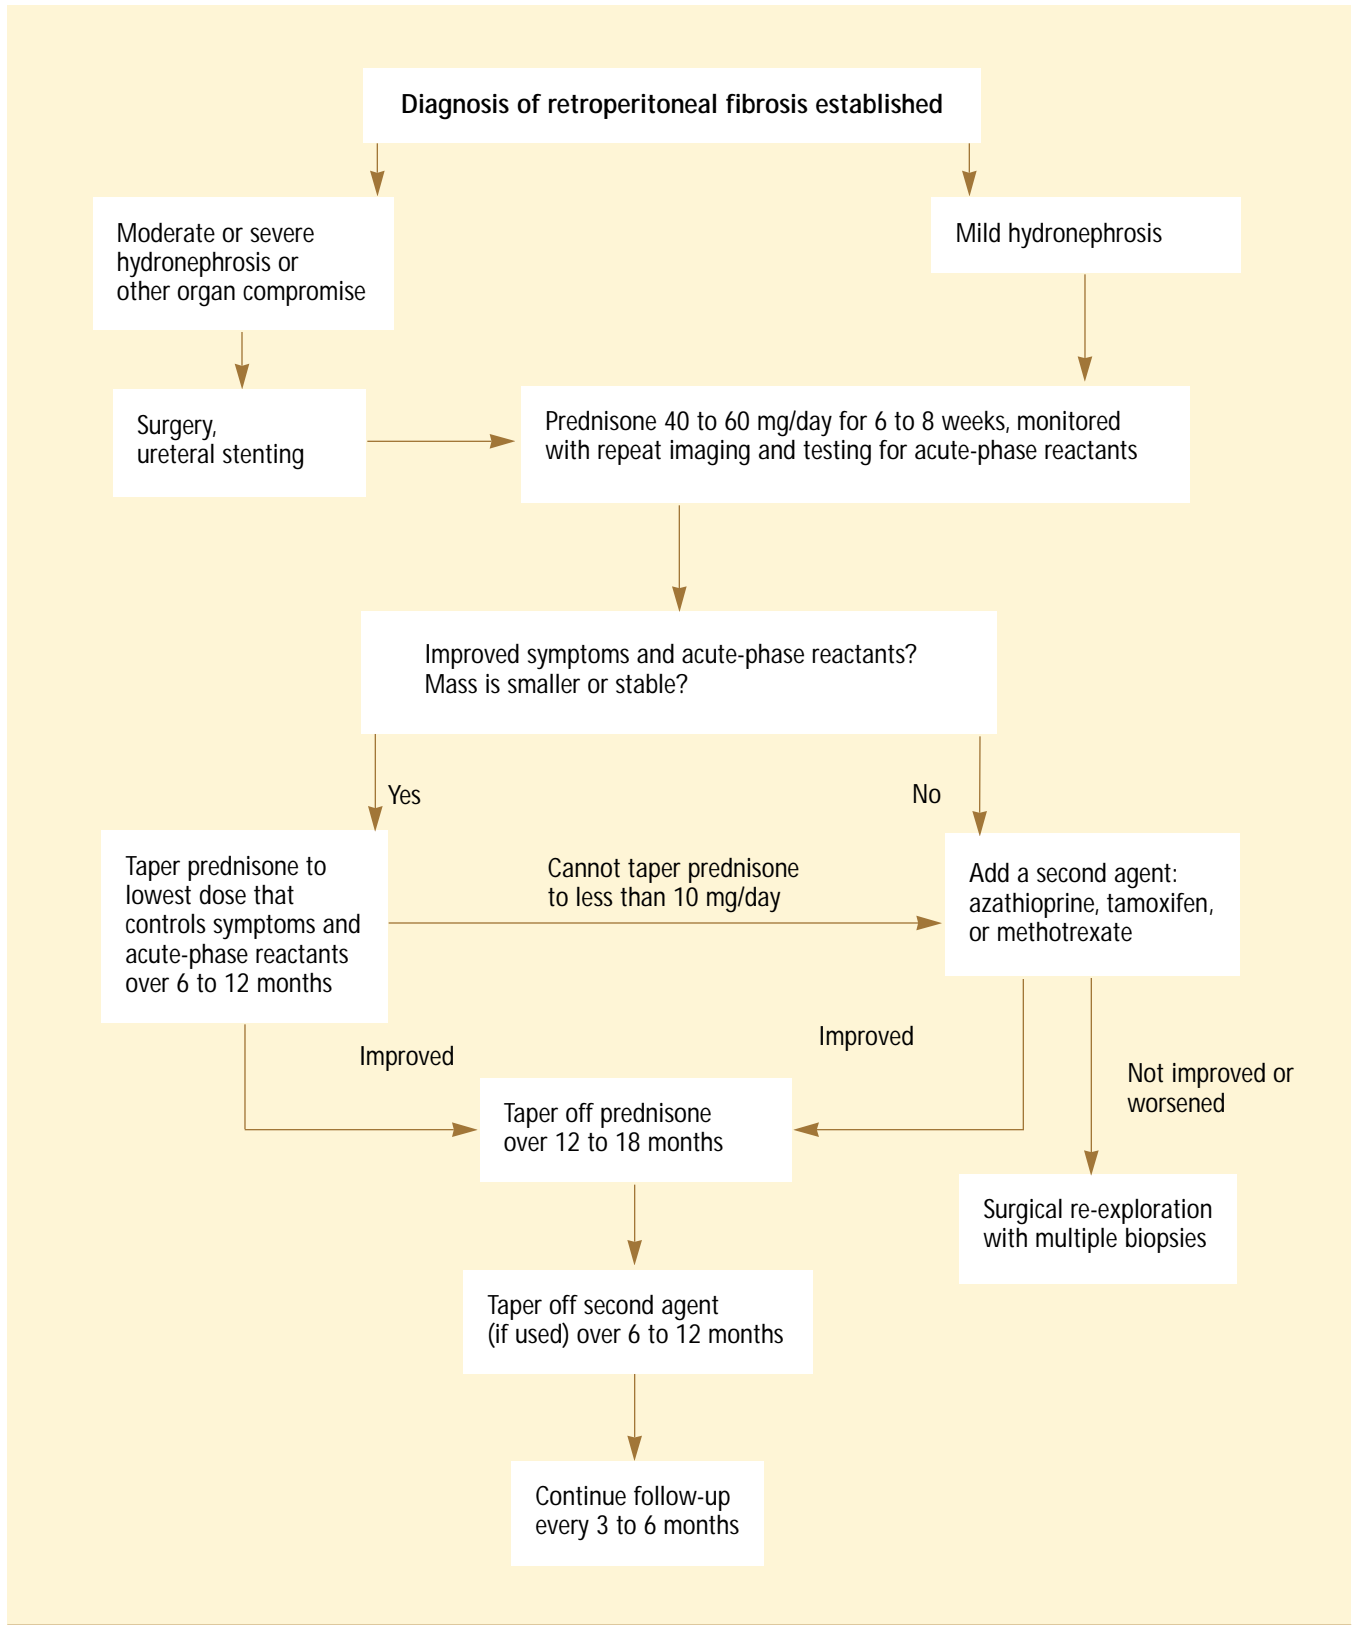 Diagnosis of retroperitoneal fibrosis established
Moderate or severe
hydronephrosis or
other organ compromise
Mild hydronephrosis
Surgery,
ureteral stenting
Prednisone 40 to 60 mg/day for 6 to 8 weeks, monitored
with repeat imaging and testing for acute-phase reactants
Improved symptoms and acute-phase reactants?
Mass is smaller or stable?
Yes
No
Taper prednisone to
lowest dose that
controls symptoms and
acute-phase reactants
over 6 to 12 months
Cannot taper prednisone
to less than 10 mg/day
Add a second agent:
azathioprine, tamoxifen,
or methotrexate
Improved
Improved
Not improved or
worsened
Taper off prednisone
over 12 to 18 months
Surgical re-exploration
with multiple biopsies
Taper off second agent
(if used) over 6 to 12 months
Continue follow-up
every 3 to 6 months